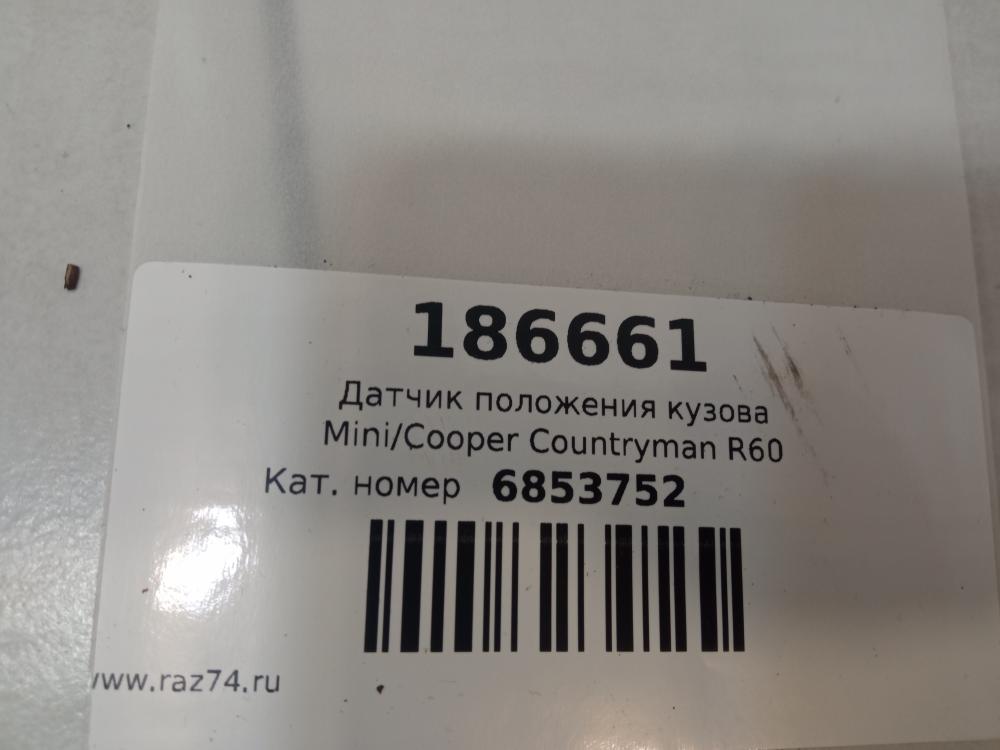 186661
Датчик положения кузова
Mini/Cooper Countryman R60
Кат. номер 6853752
www.raz74.ru